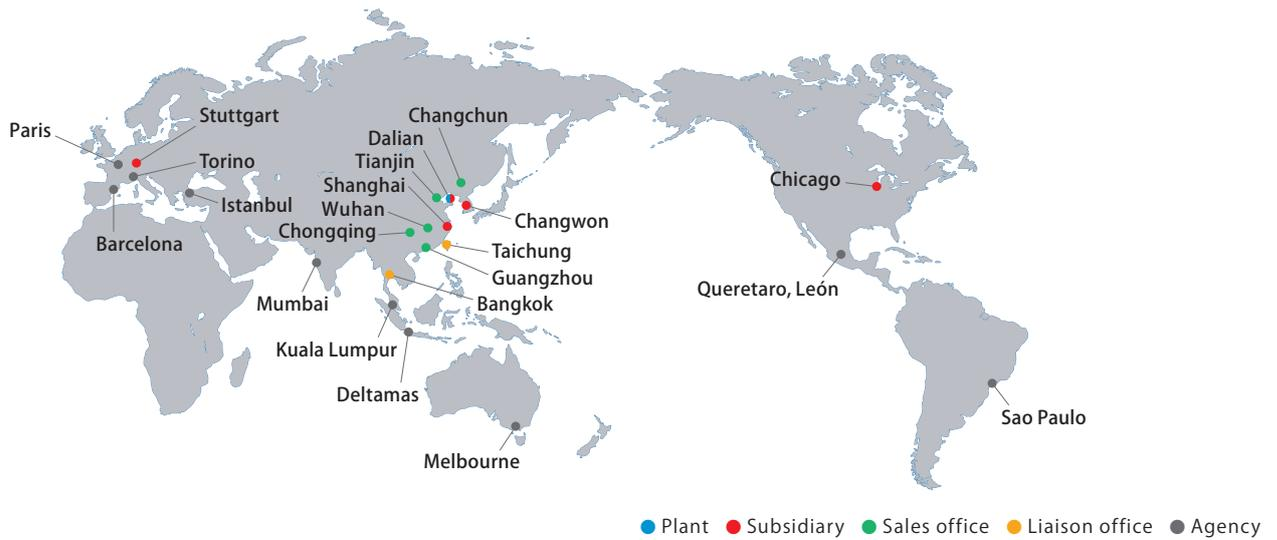 Paris
Stuttgart
Torino
Istanbul
Barcelona
Changchun
Dalian
Tianjin
Shanghai
Wuhan
Chongqing
Changwon
Taichung
Guangzhou
Bangkok
Mumbai
Kuala Lumpur
Deltamas
Melbourne
Chicago
Queretaro, León
Sao Paulo
Plant Subsidiary Sales office Liaison office Agency